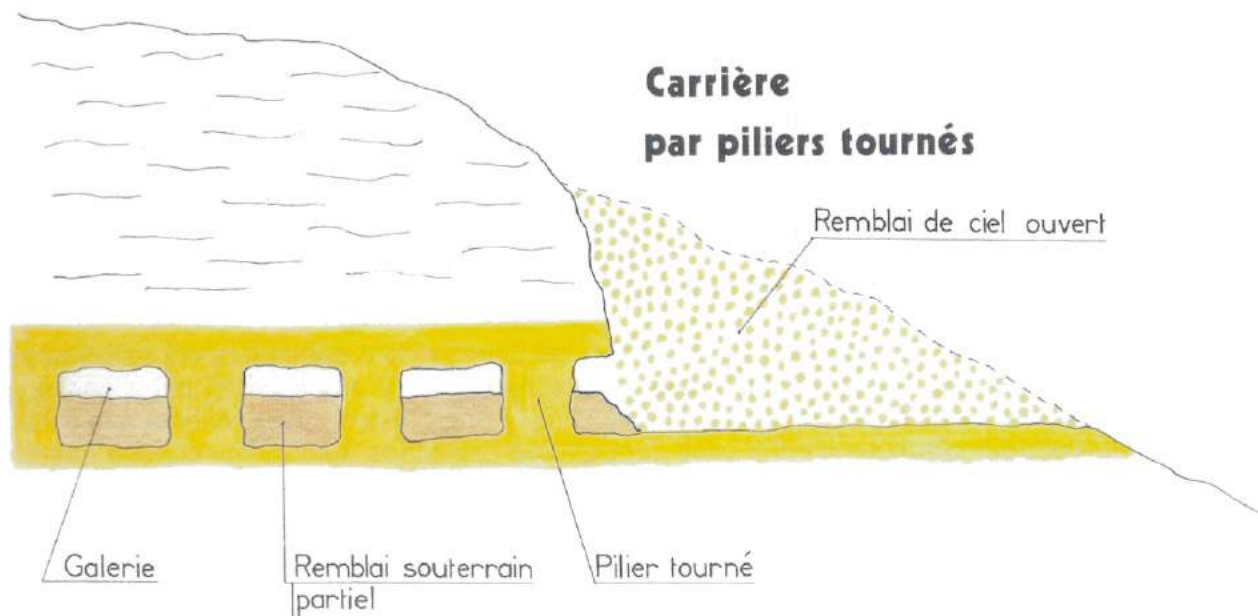 Carrière
par piliers tournés
Remblai de ciel ouvert
Galerie
Remblai souterrain
partiel
Pilier tourné